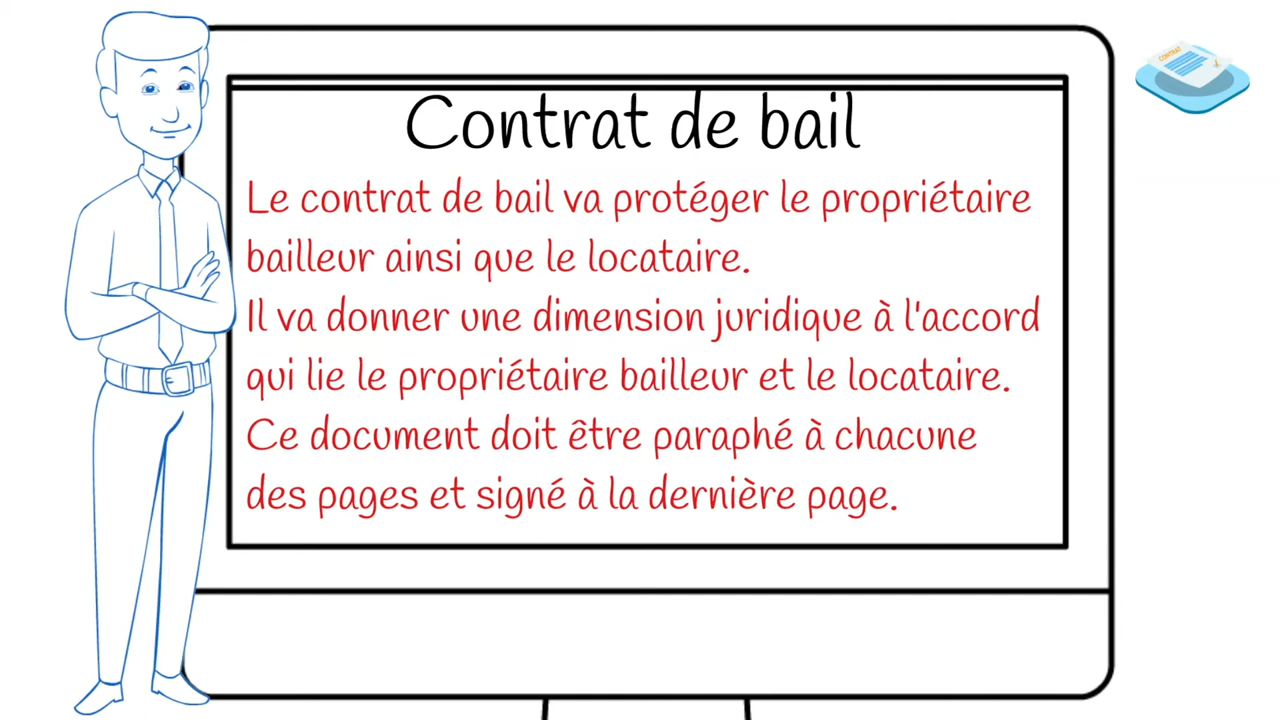 Contrat de bail
Le contrat de bail va protéger le propriétaire
bailleur ainsi que le locataire.
Il va donner une dimension juridique à l'accord
qui lie le propriétaire bailleur et le locataire.
Ce document doit être paraphé à chacune
des pages et signé à la dernière page.
CONTRAT